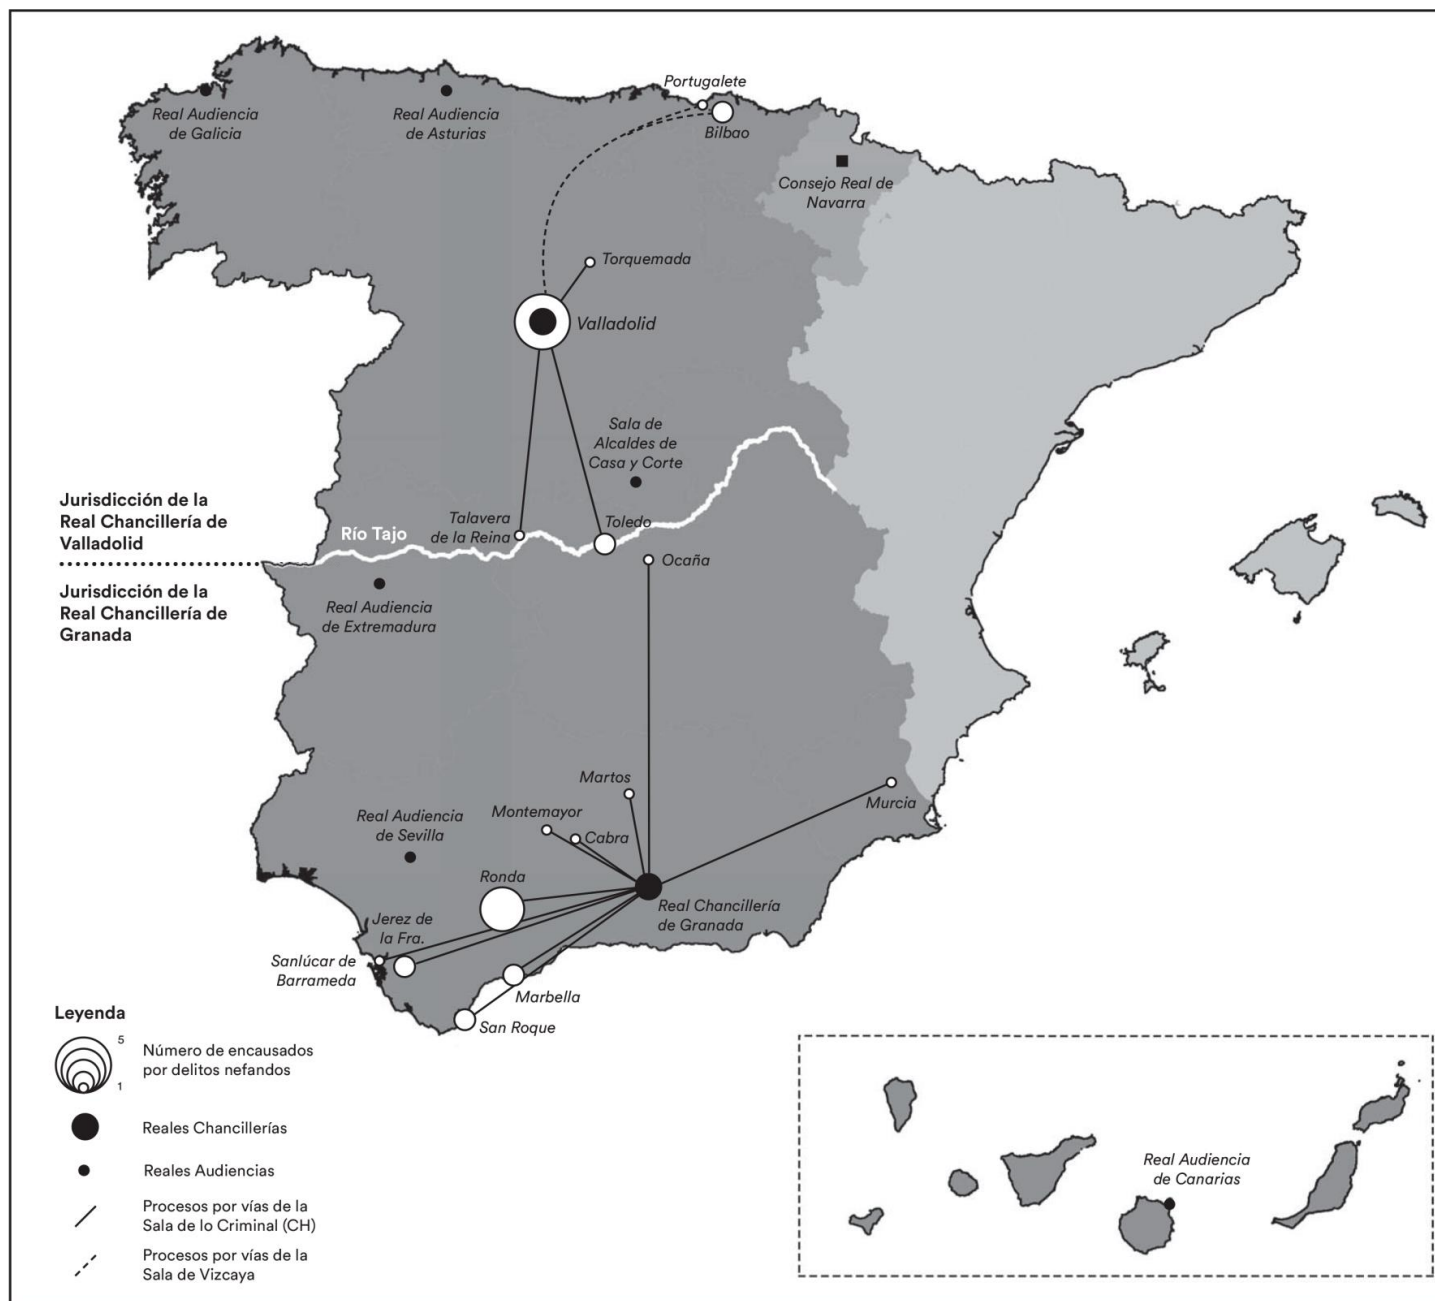 Portugalete
Real Audiencia
de Galicia
Real Audiencia
de Asturias
Bilbao
Consejo Real de
Navarra
Torquemada
Valladolid
Sala de
Alcaldes de
Casa y Corte
Jurisdicción de la
Real Chancillería de
Valladolid
Río Tajo
Talavera
de la Reina
Toledo
Ocaña
Jurisdicción de la
Real Chancillería de
Granada
Real Audiencia
de Extremadura
Martos
Montemayor
Cabra
Murcia
Real Audiencia
de Sevilla
Ronda
Real Chancillería
de Granada
Jerez de
la Fra.
Sanlúcar de
Barrameda
Marbella
San Roque
Leyenda
5
1
Número de encausados
por delitos nefandos
Reales Chancillerías
Reales Audiencias
Procesos por vías de la
Sala de lo Criminal (CH)
Procesos por vías de la
Sala de Vizcaya
Real Audiencia
de Canarias